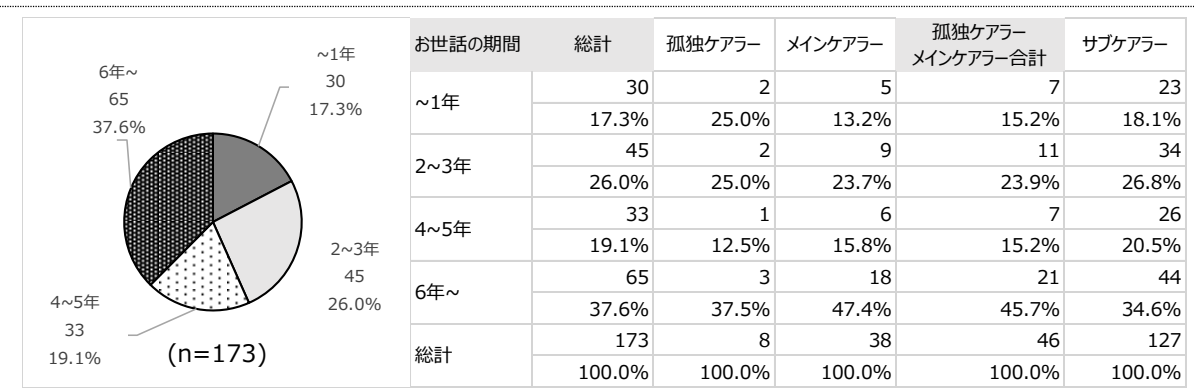 ~1年
30
17.3%
6年~
65
37.6%
2~3年
45
26.0%
4~5年
33
19.1%
(n=173)
お世話の期間 総計 孤独ケアラー メインケアラー 孤独ケアラー メインケアラー合計 サブケアラー
~1年 30 2 5 7 23
17.3% 25.0% 13.2% 15.2% 18.1%
2~3年 45 2 9 11 34
26.0% 25.0% 23.7% 23.9% 26.8%
4~5年 33 1 6 7 26
19.1% 12.5% 15.8% 15.2% 20.5%
6年~ 65 3 18 21 44
37.6% 37.5% 47.4% 45.7% 34.6%
総計 173 8 38 46 127
100.0% 100.0% 100.0% 100.0% 100.0%